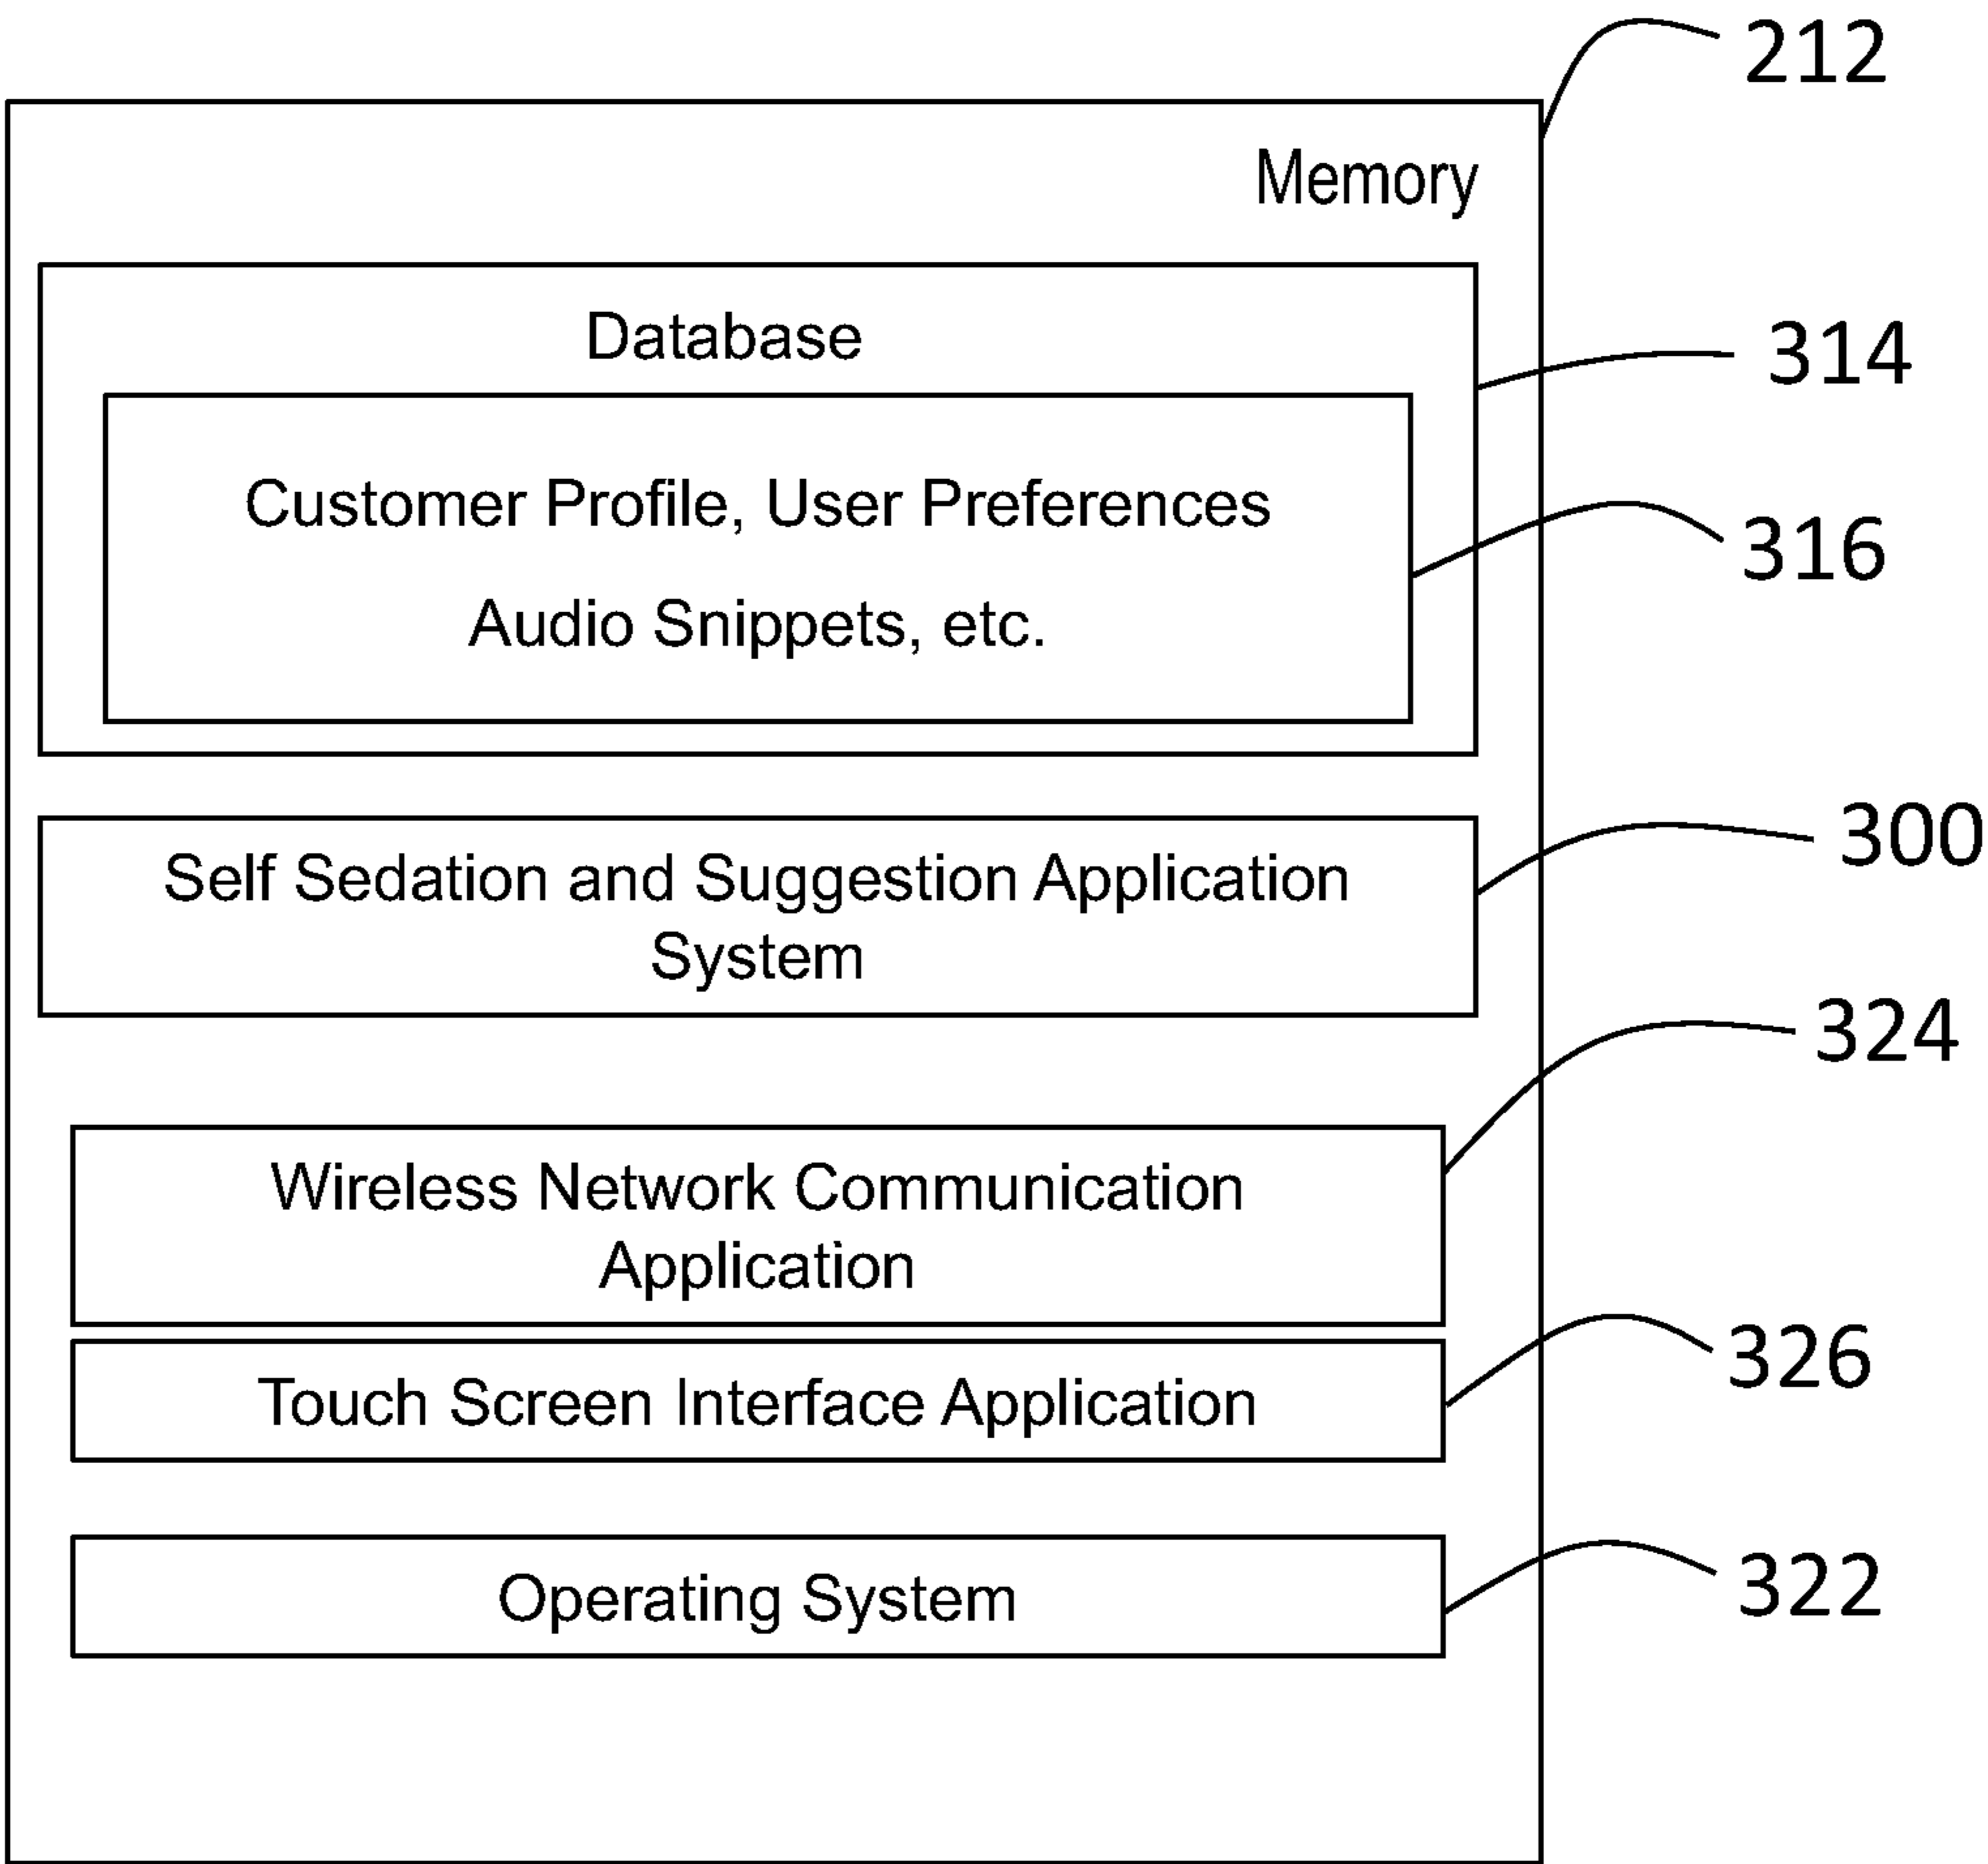 212
Memory
Database
314
Customer Profile, User Preferences
316
Audio Snippets, etc.
300
Self Sedation and Suggestion Application
System
324
Wireless Network Communication
Application
326
Touch Screen Interface Application
322
Operating System